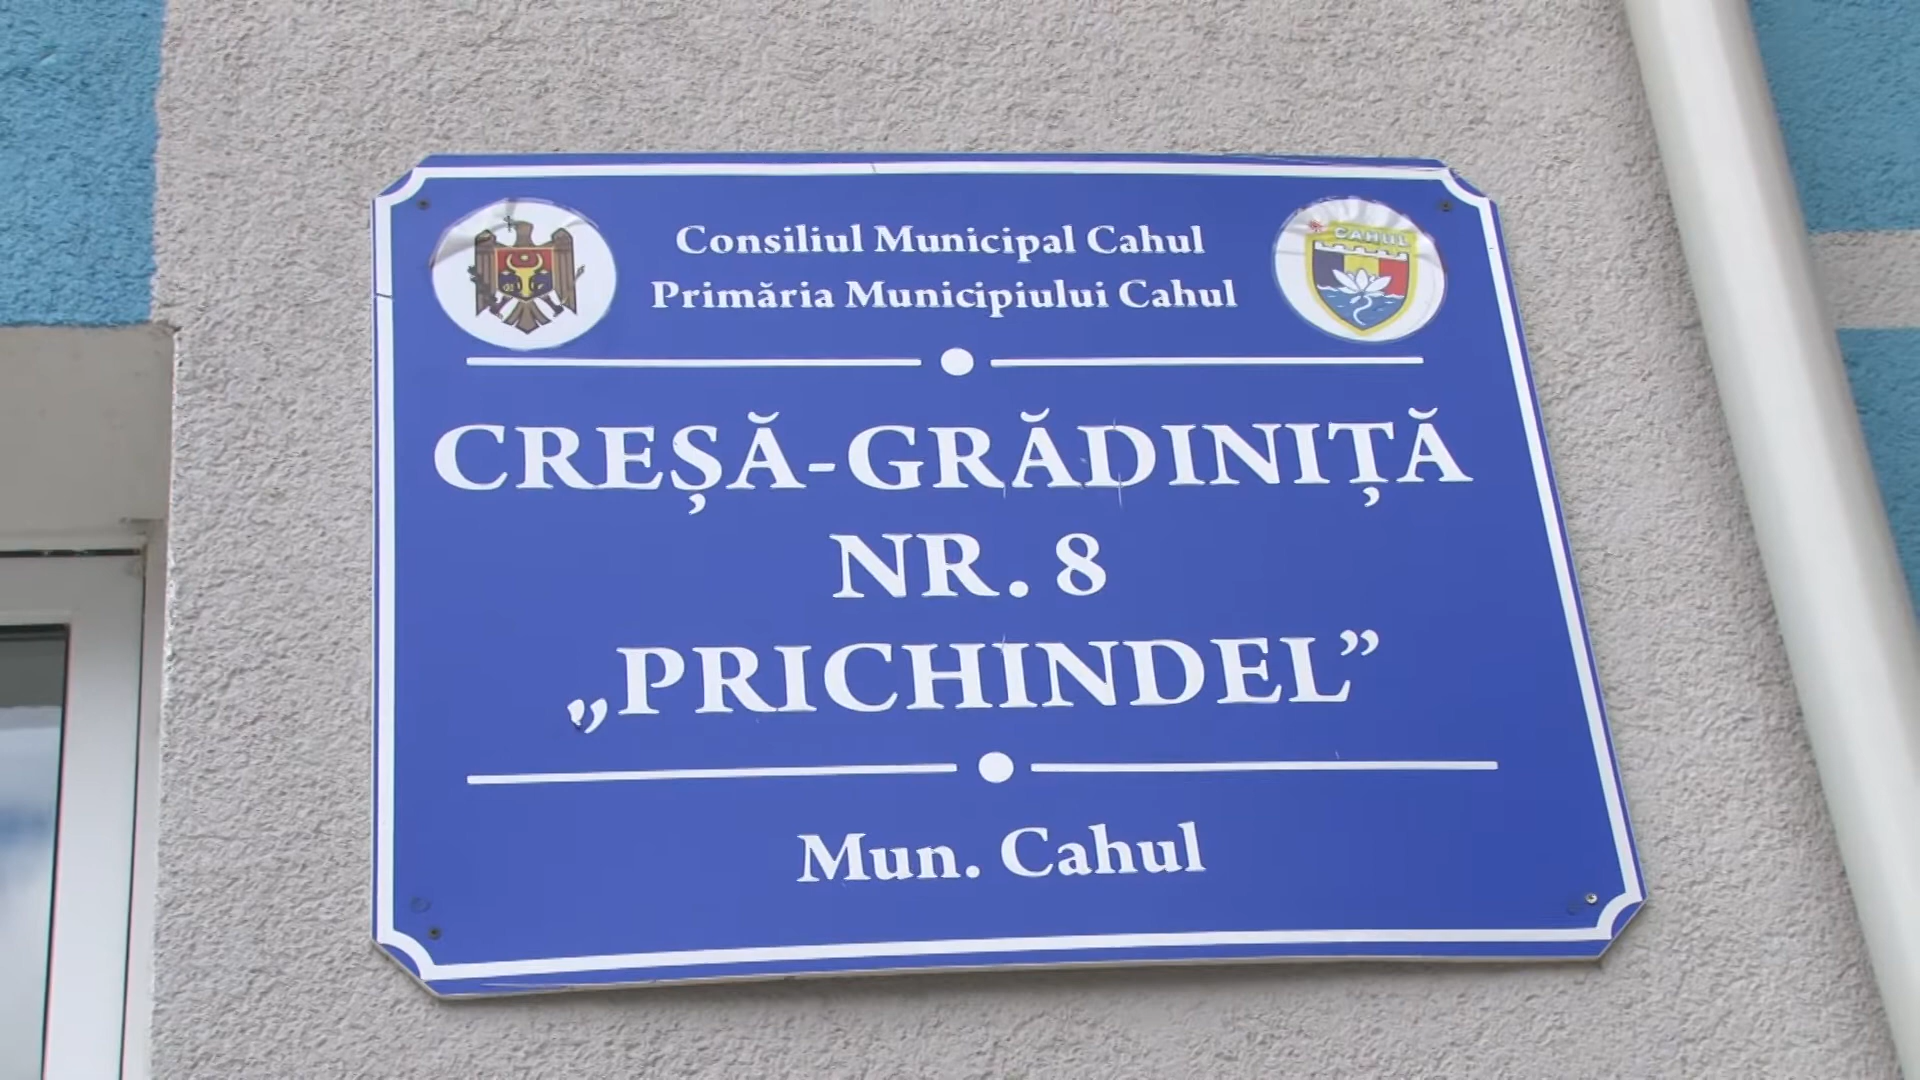 Consiliul Municipal Cahul
Primăria Municipiului Cahul
CAHUL
CREȘĂ-GRĂDINIȚĂ
NR. 8
„PRICHINDEL”
Mun. Cahul